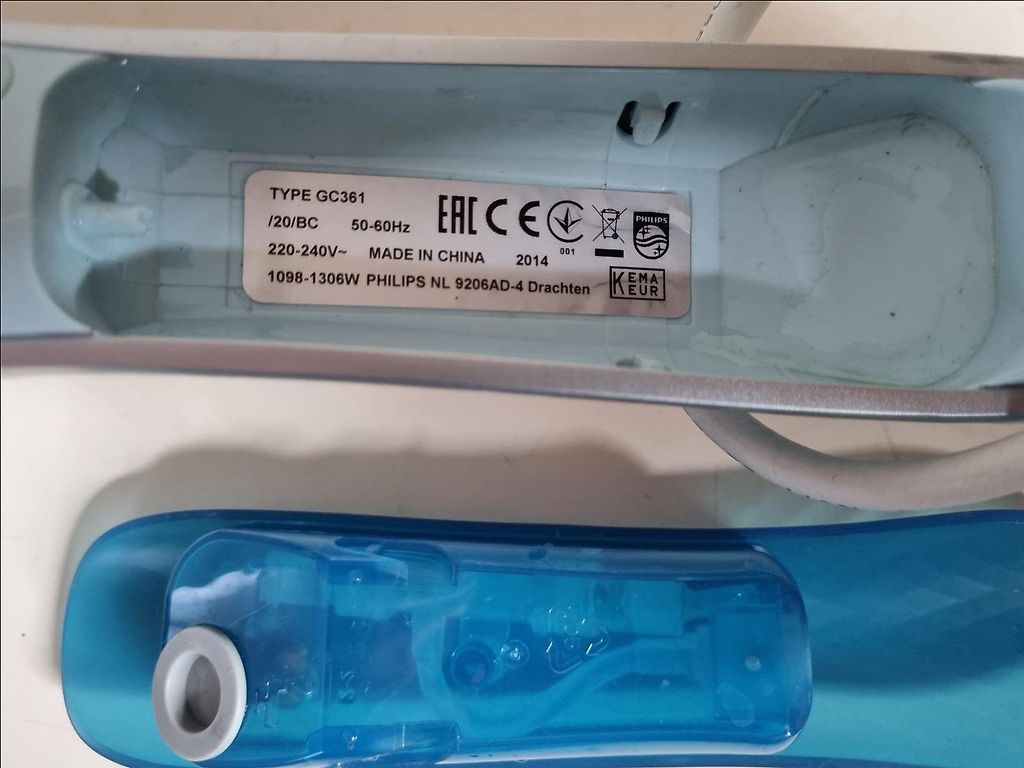 TYPE GC361
/20/BC 50-60Hz
220-240V~ MADE IN CHINA 2014
1098-1306W PHILIPS NL 9206AD-4 Drachten
EAC CE
001
PHILIPS
KEMA
EUR